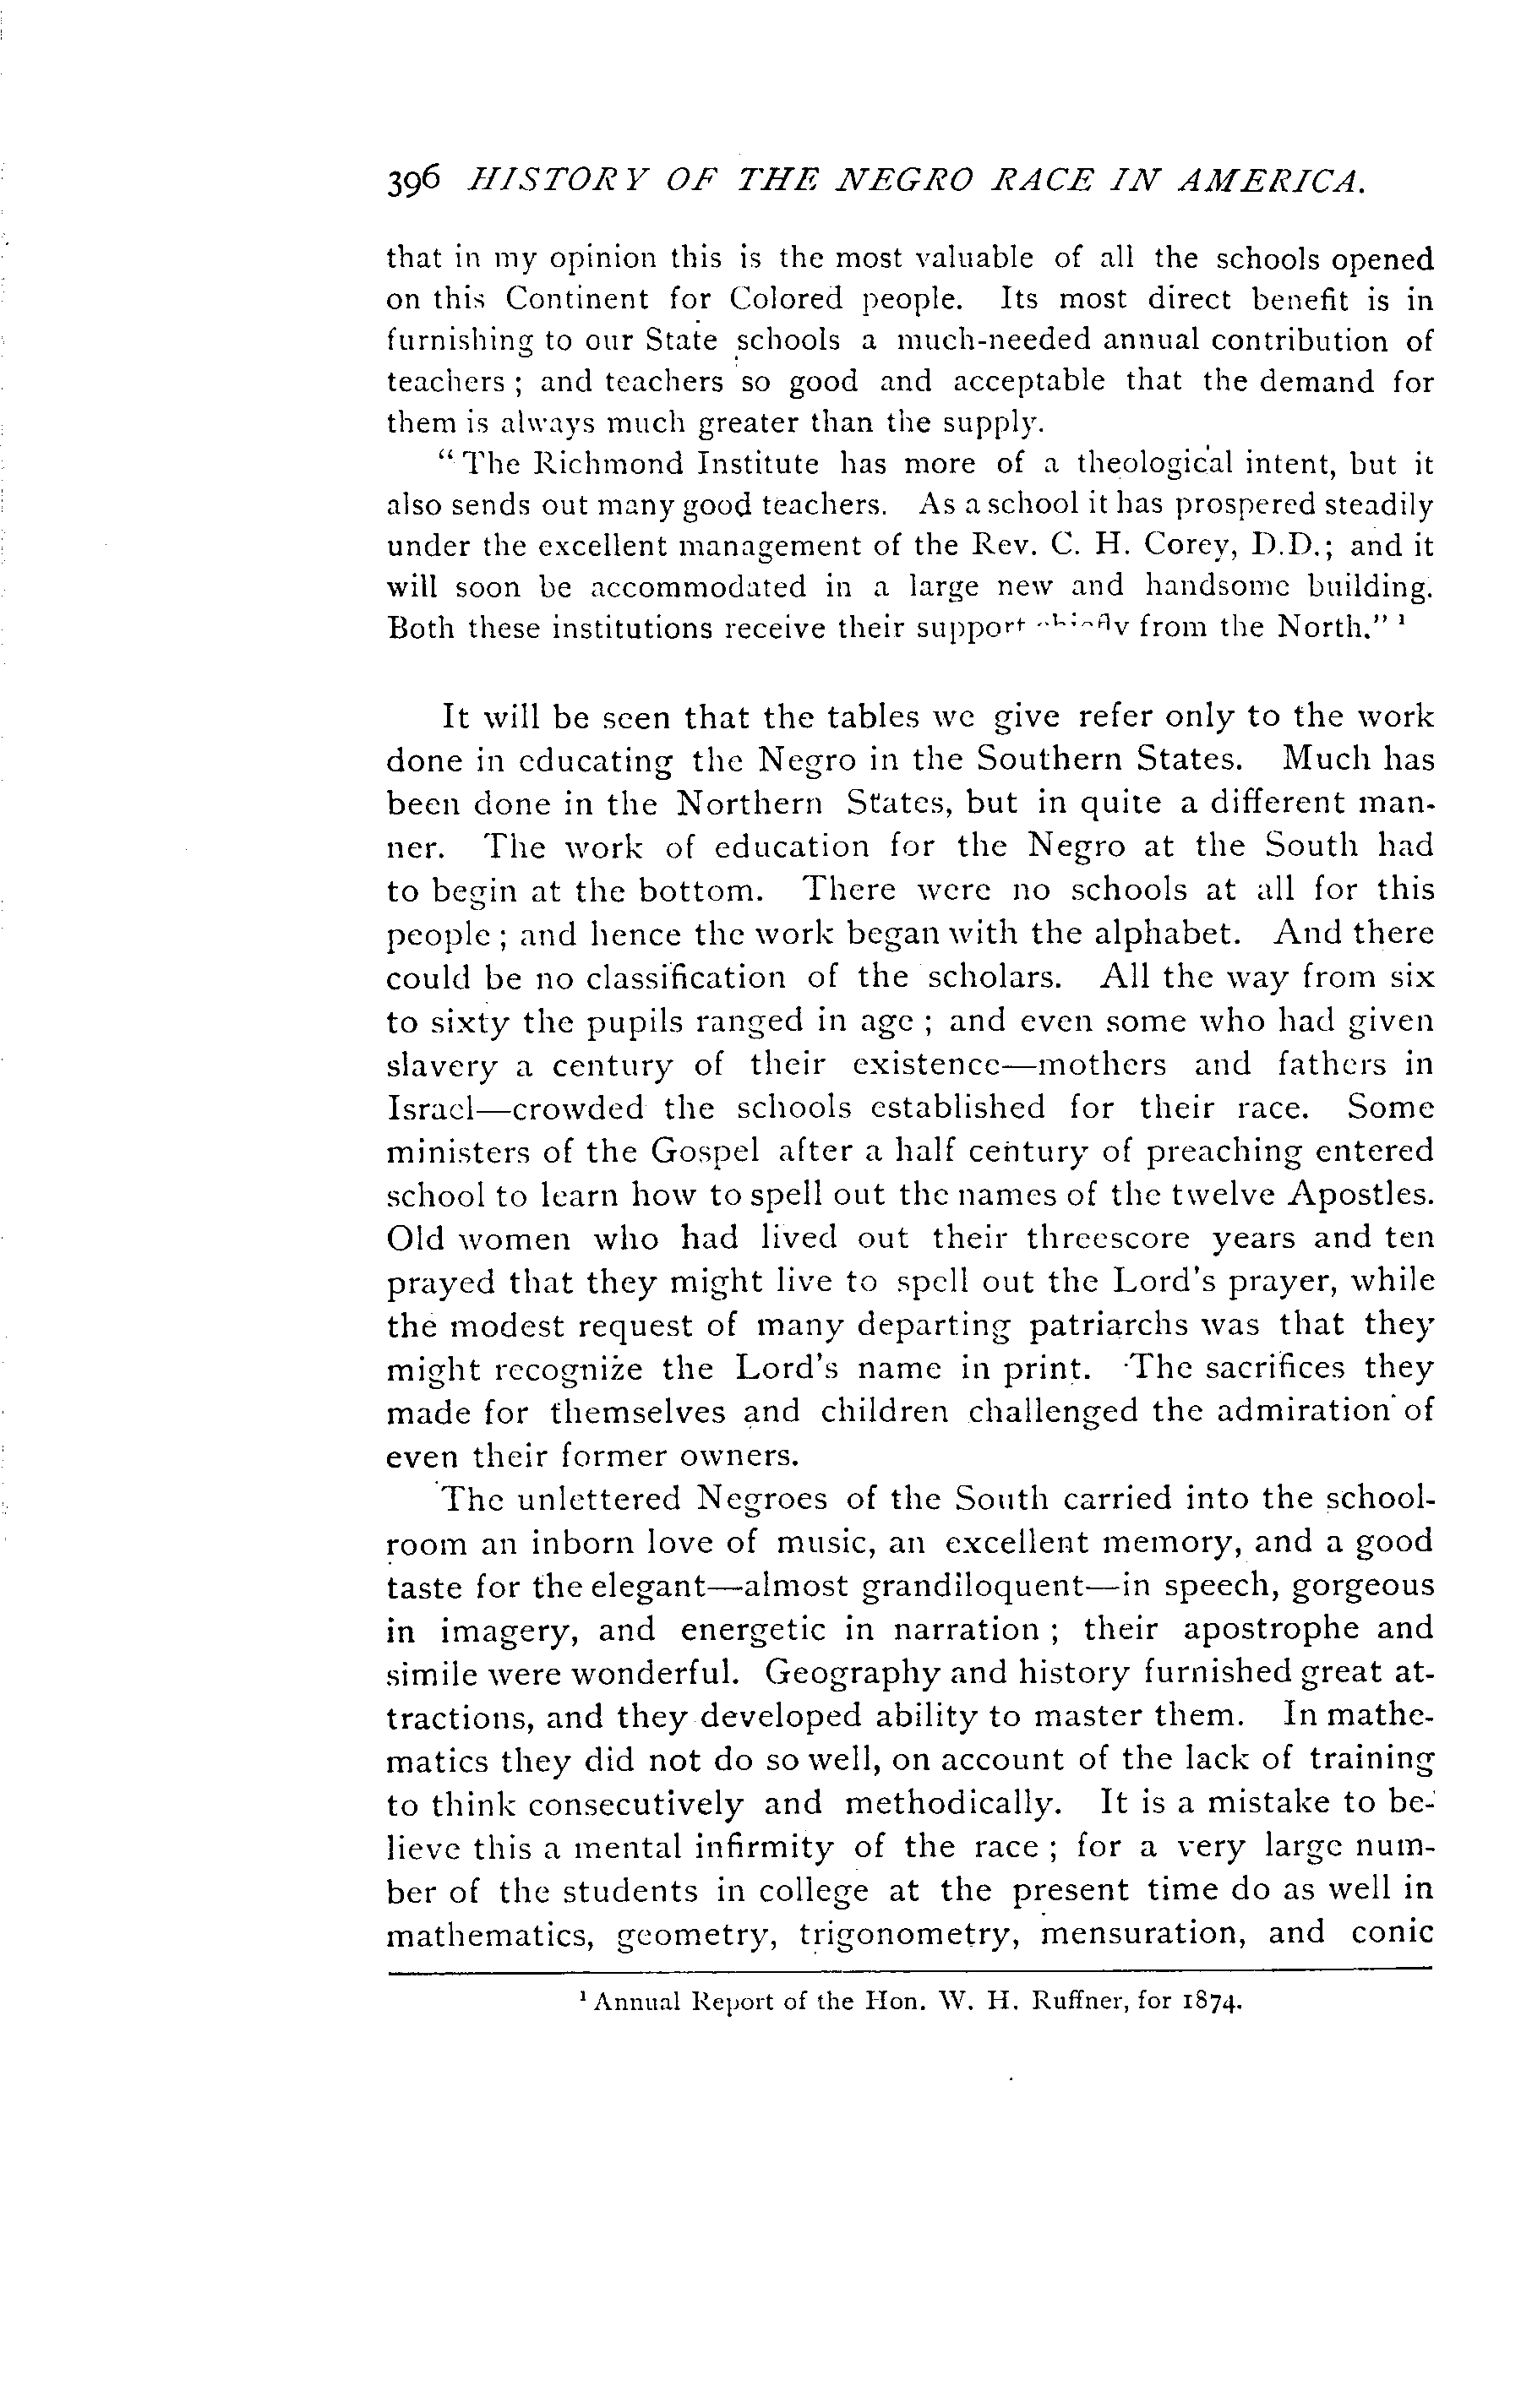 396 HISTORY OF THE NEGRO RACE IN AMERICA.
that in my opinion this is the most valuable of all the schools opened
on this Continent for Colored people. Its most direct benefit is in
furnishing to our State schools a much-needed annual contribution of
teachers ; and teachers so good and acceptable that the demand for
them is always much greater than the supply.
“ The Richmond Institute has more of a theological intent, but it
also sends out many good teachers. As a school it has prospered steadily
under the excellent management of the Rev. C. H. Corey, D.D.; and it
will soon be accommodated in a large new and handsome building.
Both these institutions receive their support from the North.” ¹
It will be seen that the tables we give refer only to the work
done in educating the Negro in the Southern States. Much has
been done in the Northern States, but in quite a different man-
ner. The work of education for the Negro at the South had
to begin at the bottom. There were no schools at all for this
people ; and hence the work began with the alphabet. And there
could be no classification of the scholars. All the way from six
to sixty the pupils ranged in age ; and even some who had given
slavery a century of their existence—mothers and fathers in
Israel—crowded the schools established for their race. Some
ministers of the Gospel after a half century of preaching entered
school to learn how to spell out the names of the twelve Apostles.
Old women who had lived out their threescore years and ten
prayed that they might live to spell out the Lord's prayer, while
the modest request of many departing patriarchs was that they
might recognize the Lord's name in print. The sacrifices they
made for themselves and children challenged the admiration of
even their former owners.
The unlettered Negroes of the South carried into the school-
room an inborn love of music, an excellent memory, and a good
taste for the elegant—almost grandiloquent—in speech, gorgeous
in imagery, and energetic in narration ; their apostrophe and
simile were wonderful. Geography and history furnished great at-
tractions, and they developed ability to master them. In mathe-
matics they did not do so well, on account of the lack of training
to think consecutively and methodically. It is a mistake to be-
lieve this a mental infirmity of the race ; for a very large num-
ber of the students in college at the present time do as well in
mathematics, geometry, trigonometry, mensuration, and conic
¹ Annual Report of the Hon. W. H. Ruffner, for 1874.